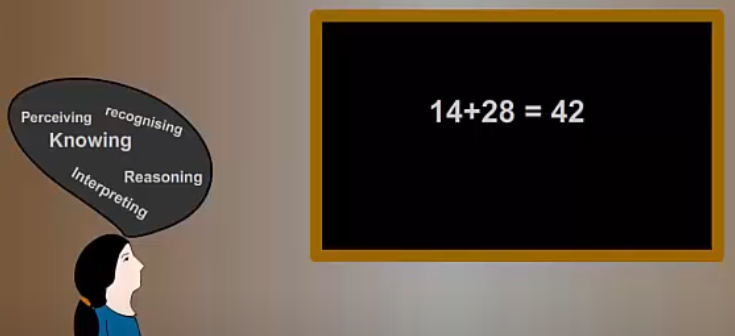 Perceiving recognising
Knowing
Reasoning
Interpreting
14+28 = 42